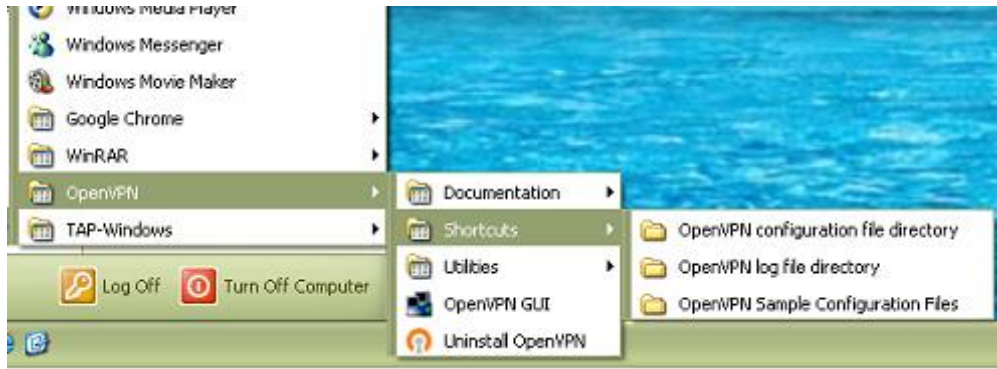 Windows Media Player
Windows Messenger
Windows Movie Maker
Google Chrome
WinRAR
OpenVPN
TAP-Windows
Log Off
Turn Off Computer
Documentation
Shortcuts
Utilities
OpenVPN GUI
Uninstall OpenVPN
OpenVPN configuration file directory
OpenVPN log file directory
OpenVPN Sample Configuration Files